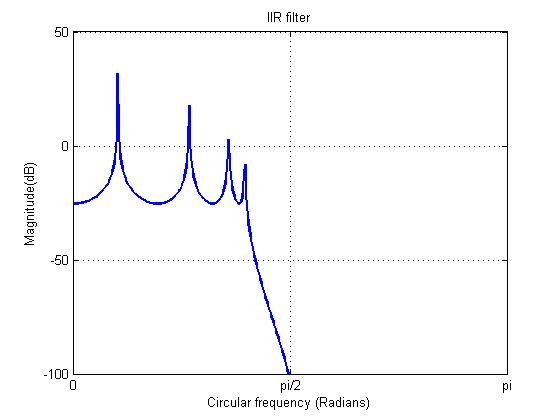 IIR filter
50
0
-50
-100
Magnitude(dB)
0
pi/2
pi
Circular frequency (Radians)